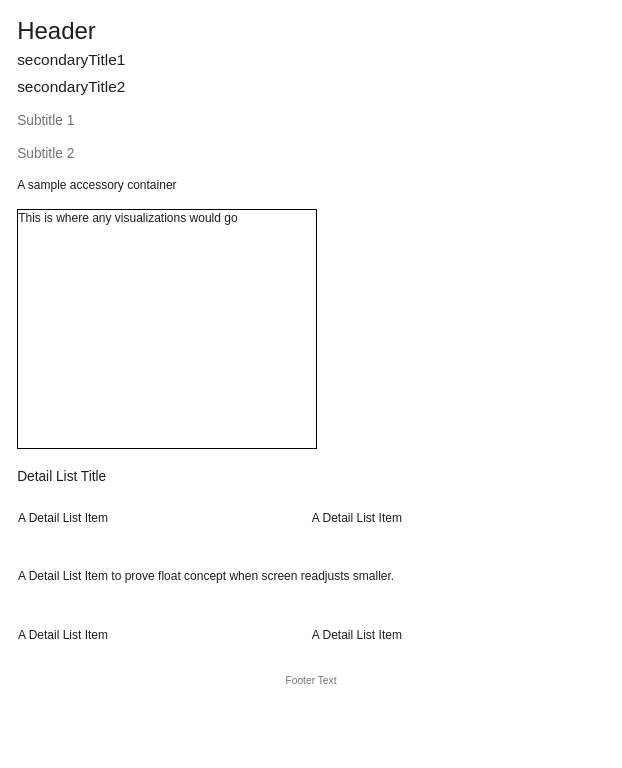 Header
secondaryTitle1
secondaryTitle2
Subtitle 1
Subtitle 2
A sample accessory container
This is where any visualizations would go
Detail List Title
A Detail List Item
A Detail List Item
A Detail List Item to prove float concept when screen readjusts smaller.
A Detail List Item
A Detail List Item
Footer Text